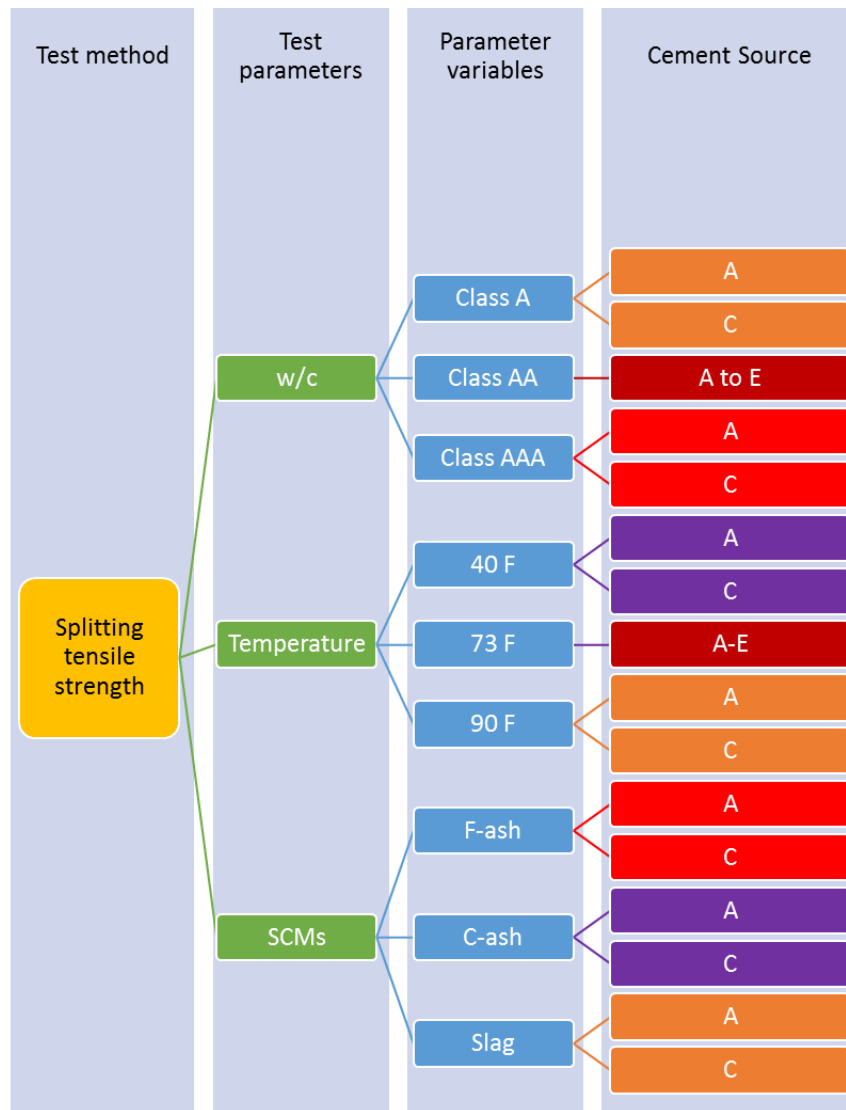 Test method
Test
parameters
Parameter
variables
Cement Source
Splitting
tensile
strength
w/c
Class A
A
C
Class AA
A to E
Class AAA
A
C
Temperature
40 F
A
C
73 F
A-E
90 F
A
C
SCMs
F-ash
A
C
C-ash
A
C
Slag
A
C